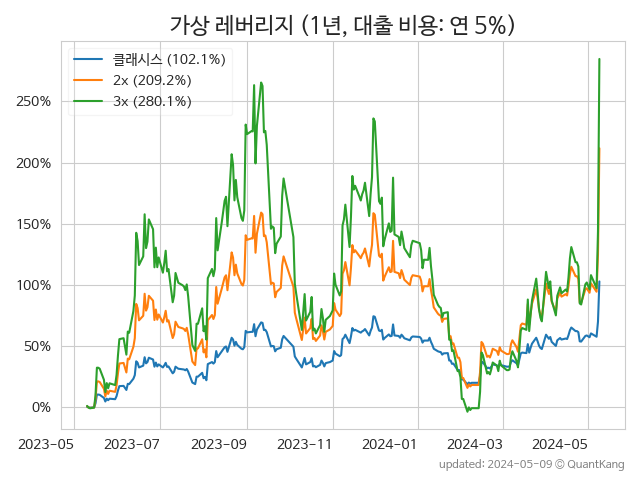 가상 레버리지 (1년, 대출 비용: 연 5%)
클래시스 (102.1%)
2x (209.2%)
3x (280.1%)
250%
200%
150%
100%
50%
0%
2023-05 2023-07 2023-09 2023-11 2024-01 2024-03 2024-05
updated: 2024-05-09 © QuantKang